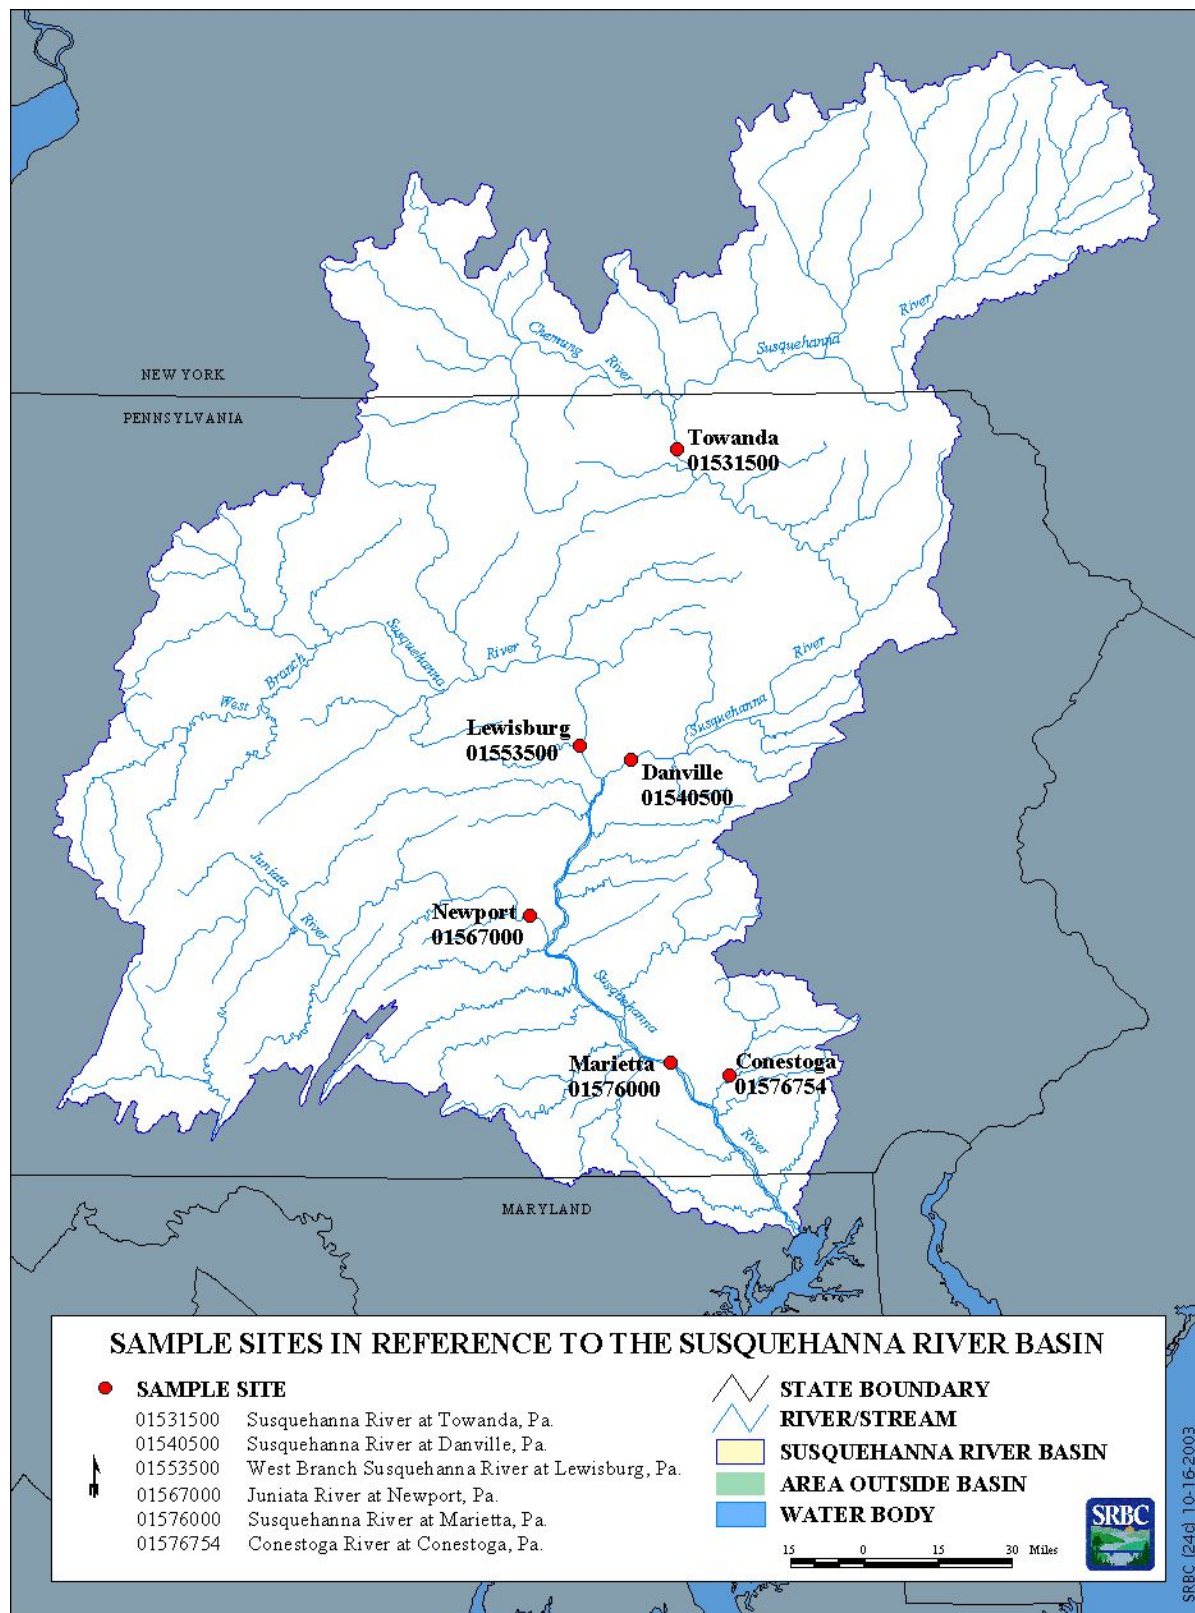 NEW YORK
PENNSYLVANIA
Chemung
River
Susquehanna
River
Towanda
01531500
West
Branch
Susquehanna
River
Susquehanna
River
Lewisburg
01553500
Danville
01540500
Juniata
River
Newport
01567000
Susquehanna
River
Marietta
01576000
Conestoga
01576754
MARYLAND
SAMPLE SITES IN REFERENCE TO THE SUSQUEHANNA RIVER BASIN
SAMPLE SITE
01531500 Susquehanna River at Towanda, Pa.
01540500 Susquehanna River at Danville, Pa.
01553500 West Branch Susquehanna River at Lewisburg, Pa.
01567000 Juniata River at Newport, Pa.
01576000 Susquehanna River at Marietta, Pa.
01576754 Conestoga River at Conestoga, Pa.
STATE BOUNDARY
RIVER/STREAM
SUSQUEHANNA RIVER BASIN
AREA OUTSIDE BASIN
WATER BODY
15 0 15 30 Miles
SRBC
SRBC (24d) 10-16-2003